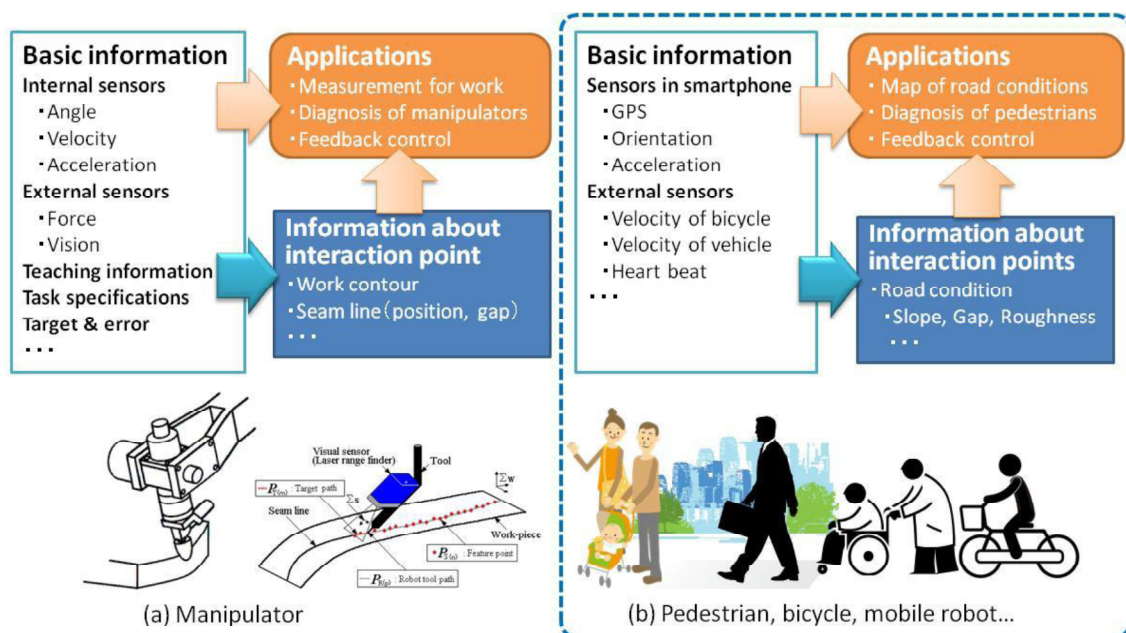 Basic information
Internal sensors
・Angle
・Velocity
・Acceleration
External sensors
・Force
・Vision
Teaching information
Task specifications
Target & error
・・・
Applications
・Measurement for work
・Diagnosis of manipulators
・Feedback control
Information about
interaction point
・Work contour
・Seam line(position, gap)
・・・
Visual sensor
(Laser range finder)
Tool
Σw
P T(m) : Target path
Σs
Seam line
Work-piece
P S(n) : Feature point
P R(p) : Robot tool path
(a) Manipulator
Basic information
Sensors in smartphone
・GPS
・Orientation
・Acceleration
External sensors
・Velocity of bicycle
・Velocity of vehicle
・Heart beat
・・・
Applications
・Map of road conditions
・Diagnosis of pedestrians
・Feedback control
Information about
interaction points
・Road condition
・Slope, Gap, Roughness
・・・
(b) Pedestrian, bicycle, mobile robot...